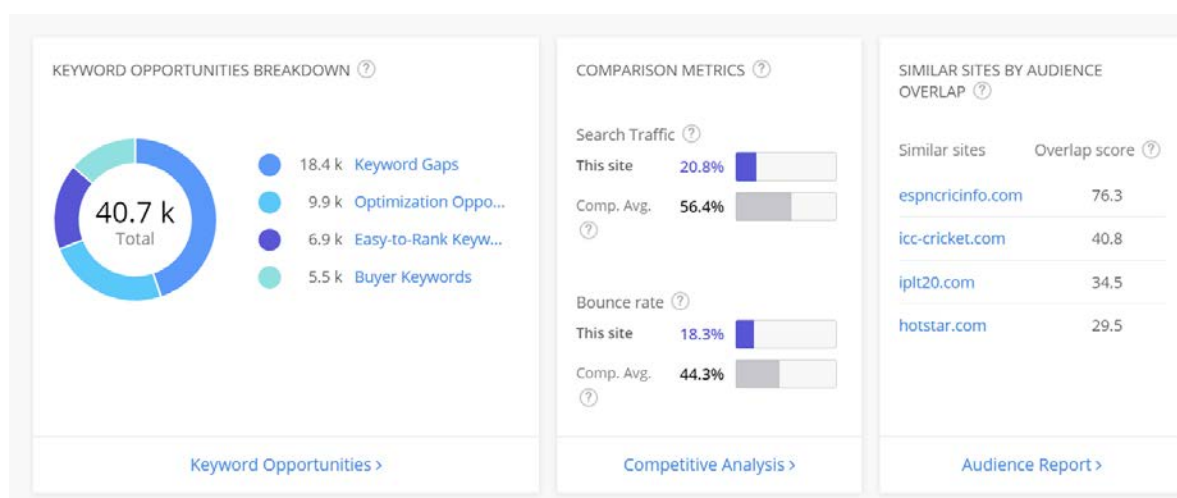 KEYWORD OPPORTUNITIES BREAKDOWN ?
40.7 k
Total
18.4 k Keyword Gaps
9.9 k Optimization Oppo...
6.9 k Easy-to-Rank Keyw...
5.5 k Buyer Keywords
Keyword Opportunities >
COMPARISON METRICS ?
Search Traffic ?
This site 20.8%
Comp. Avg. 56.4%
?
Bounce rate ?
This site 18.3%
Comp. Avg. 44.3%
?
Competitive Analysis >
SIMILAR SITES BY AUDIENCE
OVERLAP ?
Similar sites Overlap score ?
espncricinfo.com 76.3
icc-cricket.com 40.8
iplt20.com 34.5
hotstar.com 29.5
Audience Report >